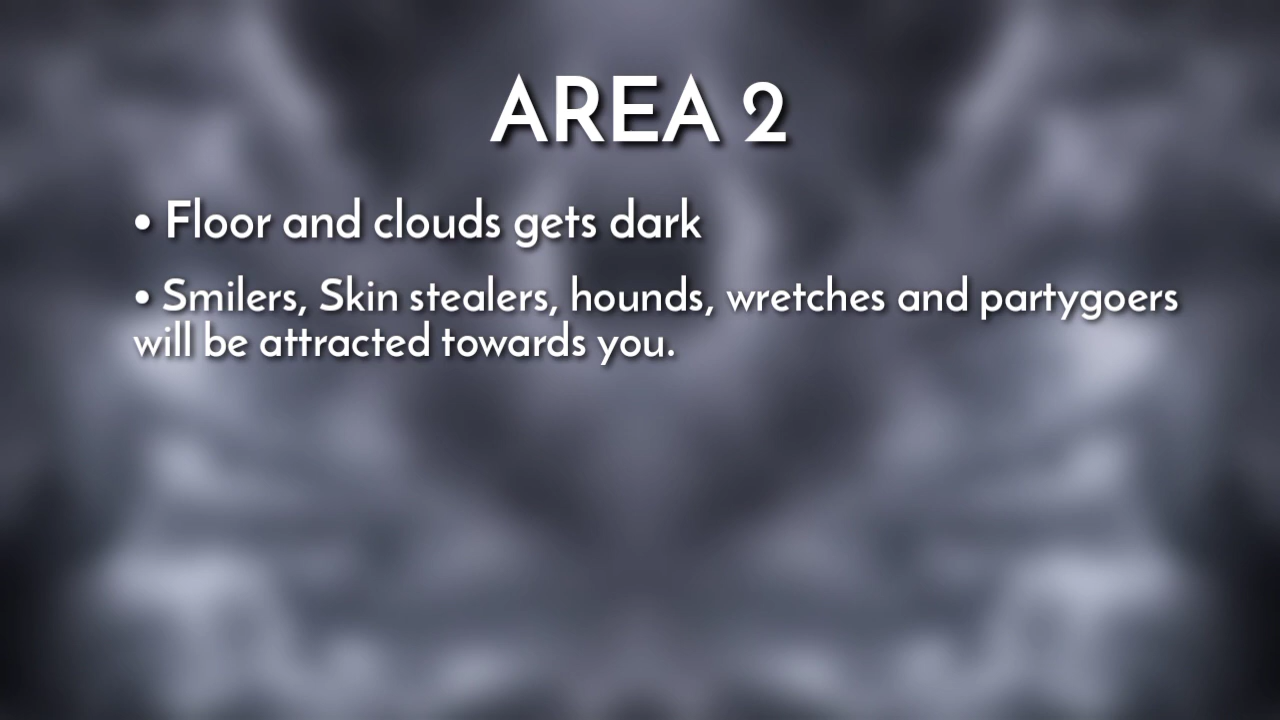 AREA 2
• Floor and clouds gets dark
• Smilers, Skin stealers, hounds, wretches and partygoers
will be attracted towards you.